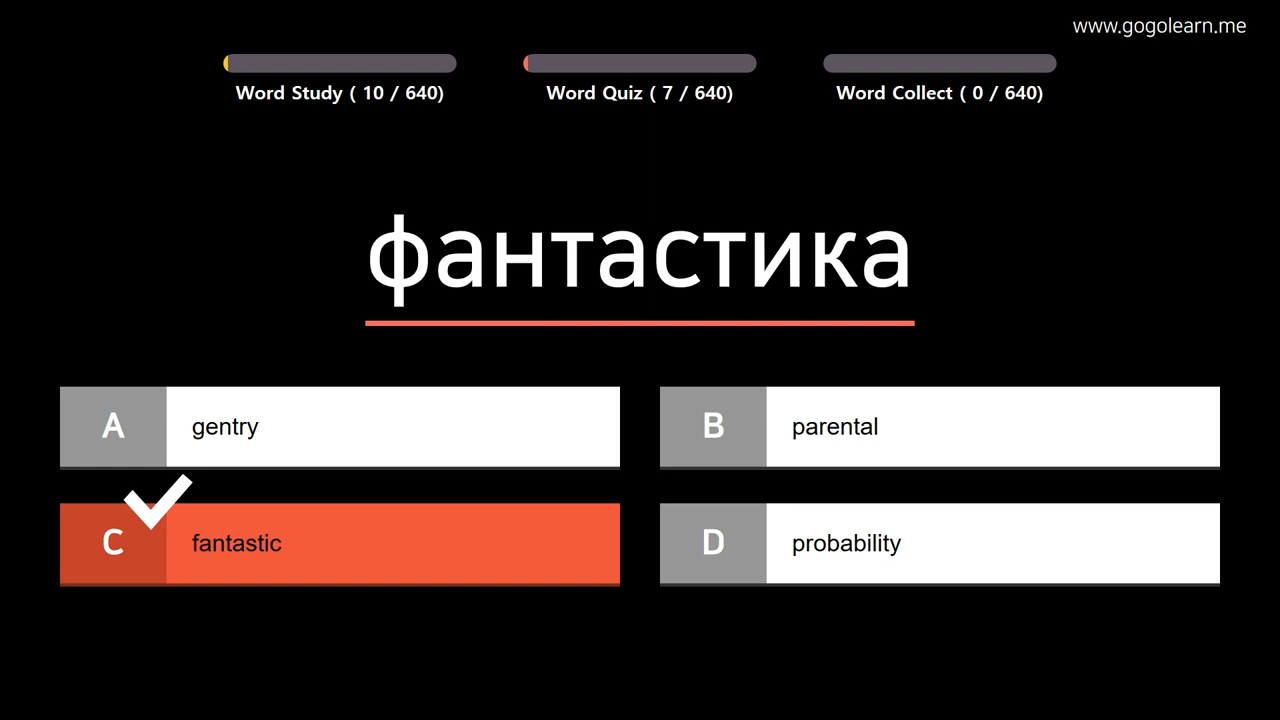 www.gogolearn.me
Word Study ( 10 / 640)
Word Quiz ( 7 / 640)
Word Collect ( 0 / 640)
фантастика
A
gentry
B
parental
C
fantastic
D
probability